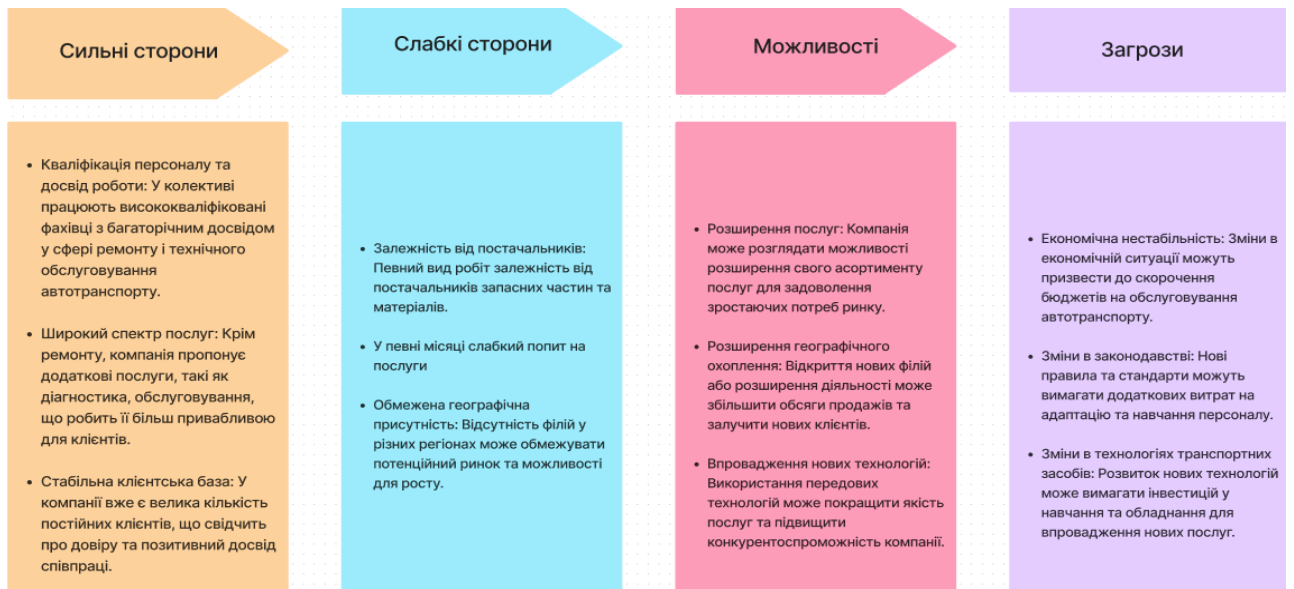 Сильні сторони
Слабкі сторони
Можливості
Загрози
• Кваліфікація персоналу та
досвід роботи: У колективі
працюють висококваліфіковані
фахівці з багаторічним досвідом
у сфері ремонту і технічного
обслуговування
автотранспорту.
• Широкий спектр послуг: Крім
ремонту, компанія пропонує
додаткові послуги, такі як
діагностика, обслуговування,
що робить її більш привабливою
для клієнтів.
• Стабільна клієнтська база: У
компанії вже є велика кількість
постійних клієнтів, що свідчить
про довіру та позитивний досвід
співпраці.
• Залежність від постачальників:
Певний вид робіт залежність від
постачальників запасних частин та
матеріалів.
• У певні місяці слабкий попит на
послуги
• Обмежена географічна
присутність: Відсутність філій у
різних регіонах може обмежувати
потенційний ринок та можливості
для росту.
• Розширення послуг: Компанія
може розглядати можливості
розширення свого асортименту
послуг для задоволення
зростаючих потреб ринку.
• Розширення географічного
охоплення: Відкриття нових філій
або розширення діяльності може
збільшити обсяги продажів та
залучити нових клієнтів.
• Впровадження нових технологій:
Використання передових
технологій може покращити якість
послуг та підвищити
конкурентоспроможність компанії.
• Економічна нестабільність: Зміни в
економічній ситуації можуть
призвести до скорочення
бюджетів на обслуговування
автотранспорту.
• Зміни в законодавстві: Нові
правила та стандарти можуть
вимагати додаткових витрат на
адаптацію та навчання персоналу.
• Зміни в технологіях транспортних
засобів: Розвиток нових технологій
може вимагати інвестицій у
навчання та обладнання для
впровадження нових послуг.